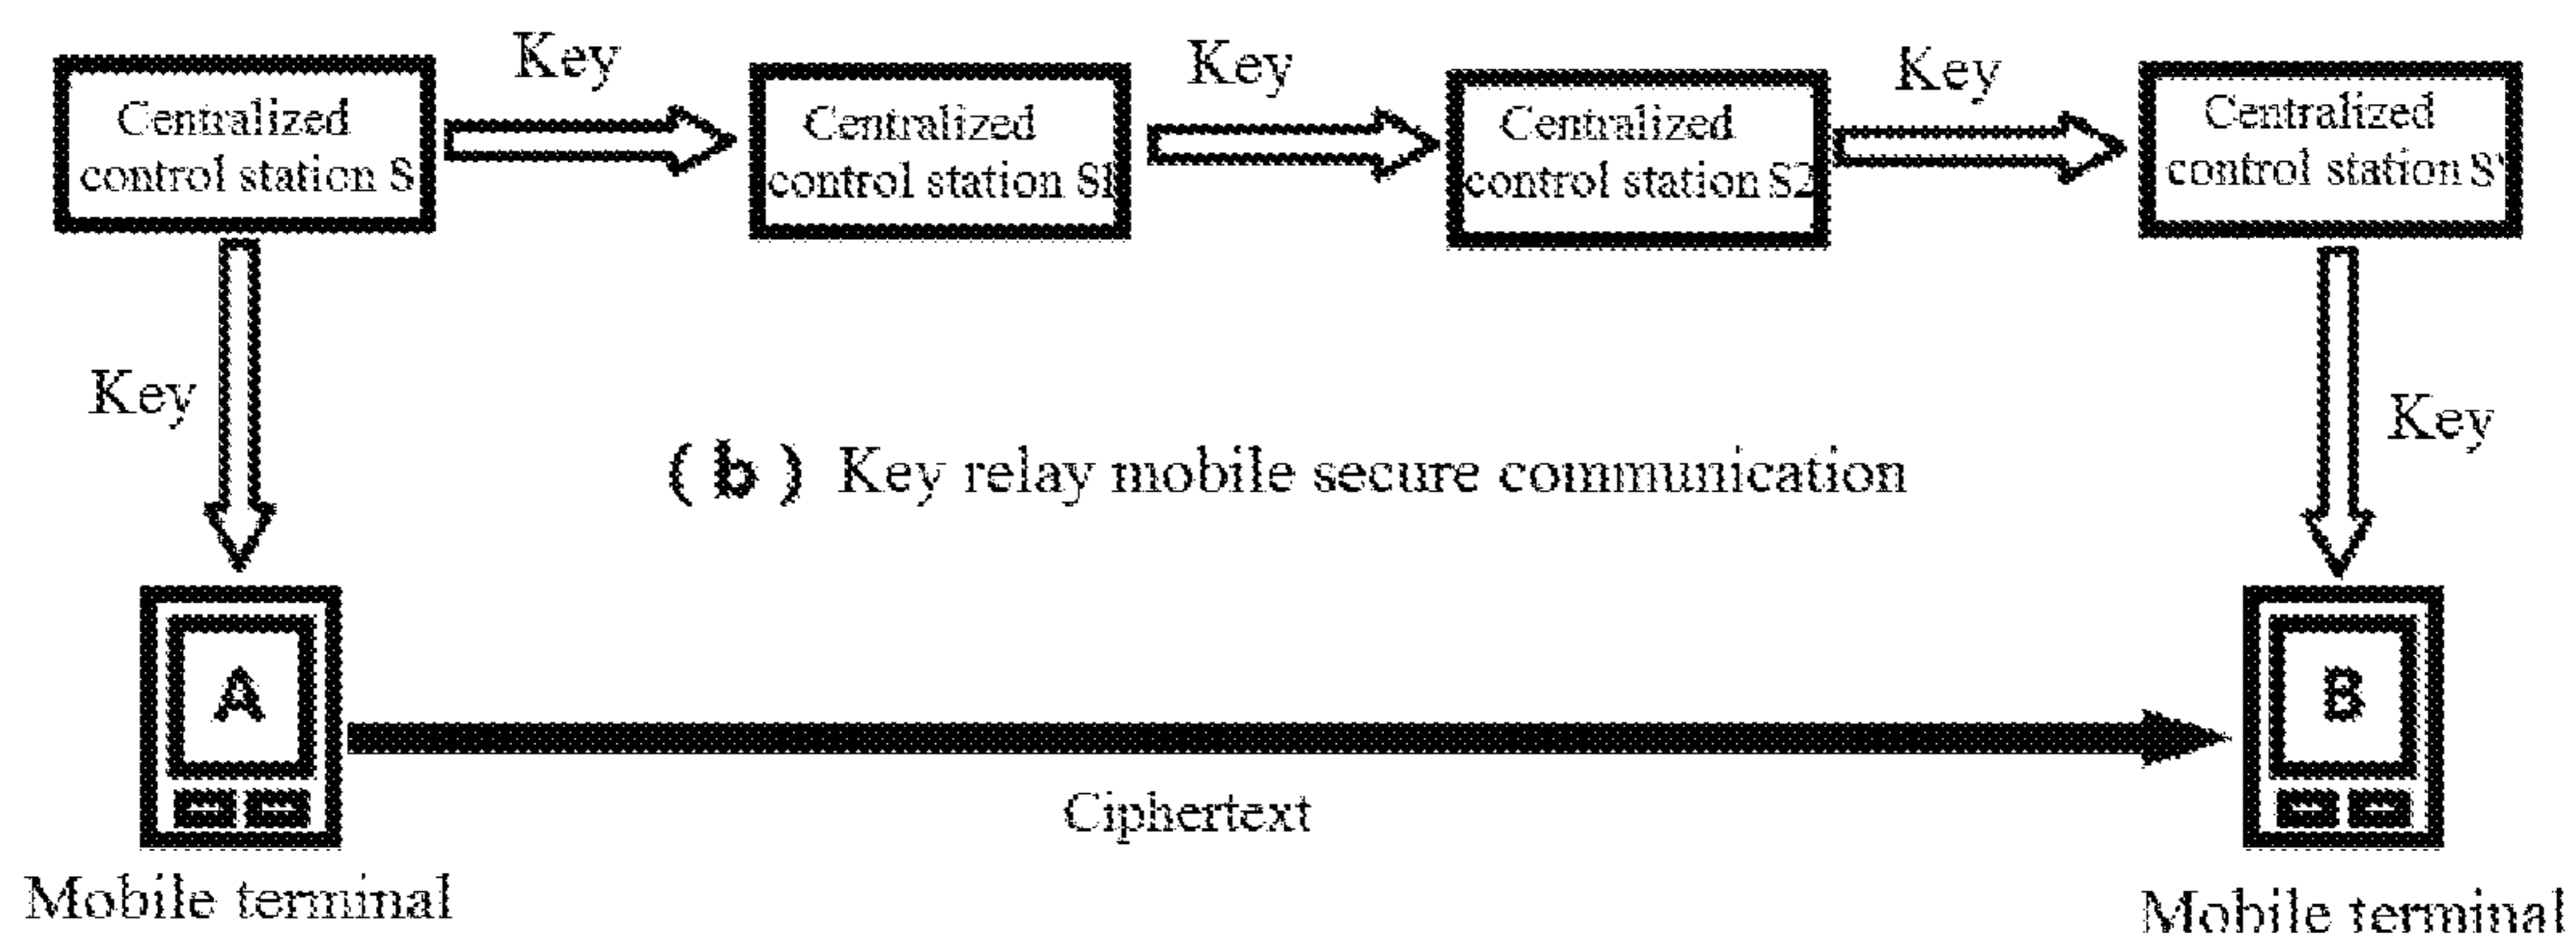 Key
Key
Key
Centralized
control station S
Centralized
control station S1
Centralized
control station S2
Centralized
control station S'
Key
Key
( b ) Key relay mobile secure communication
A
B
Ciphertext
Mobile terminal
Mobile terminal